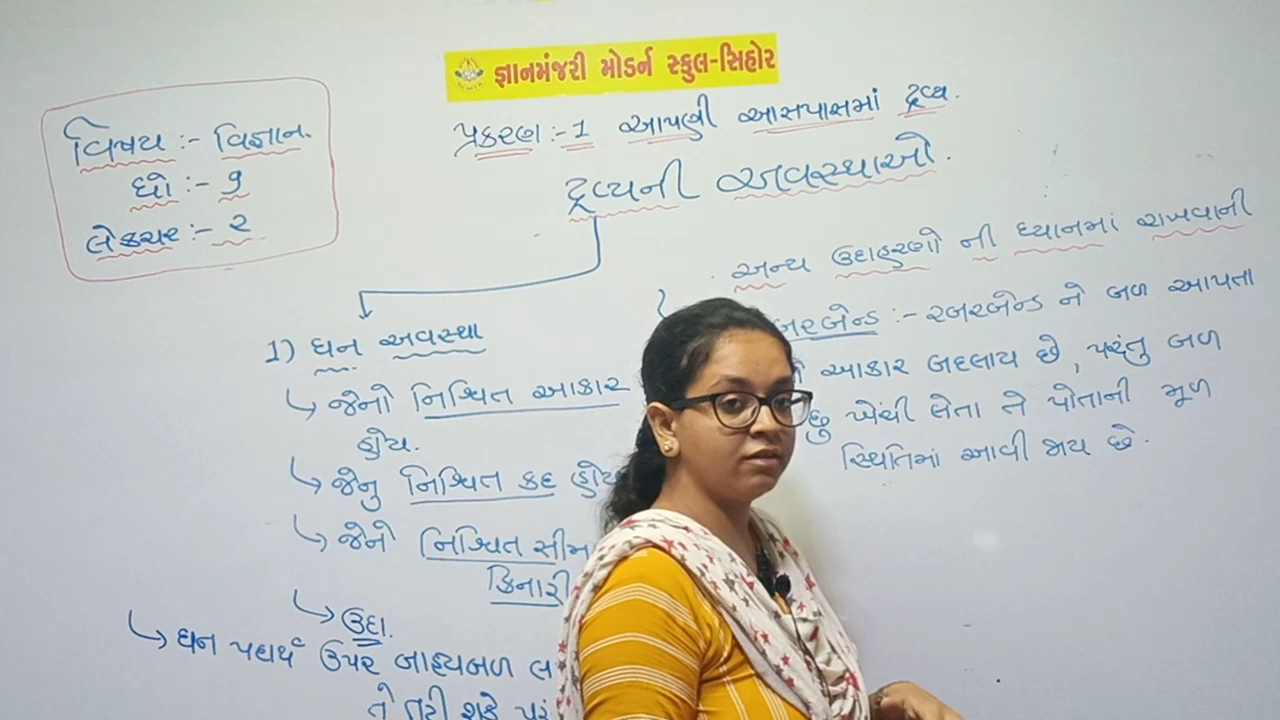 જ્ઞાનમંજરી મોડર્ન સ્કુલ-સિહોર
વિષય :- વિજ્ઞાન.
ધો :- ૧
લેક્ચર :- ૨
પ્રકરણ :- 1 આપણી આસપાસમાં દ્રવ્ય.
દ્રવ્યની અવસ્થાઓ.
1) ઘન અવસ્થા
જેનો નિશ્ચિત આકાર
હોય.
જેનુ નિશ્ચિત કદ
જેનો નિશ્ચિત
કિનારી
ઉદા.
ઘન પદાર્થ ઉપર બાહ્યબળ
તે તુટી શકે
અન્ય ઉદાહરણો ની ધ્યાનમાં રાખવાની
:- રબરબેન્ડ ને બળ આપતા
આકાર બદલાય છે, પરંતુ બળ
ખેંચી લેતા તે પોતાની મૂળ
સ્થિતિમાં આવી જાય છે.